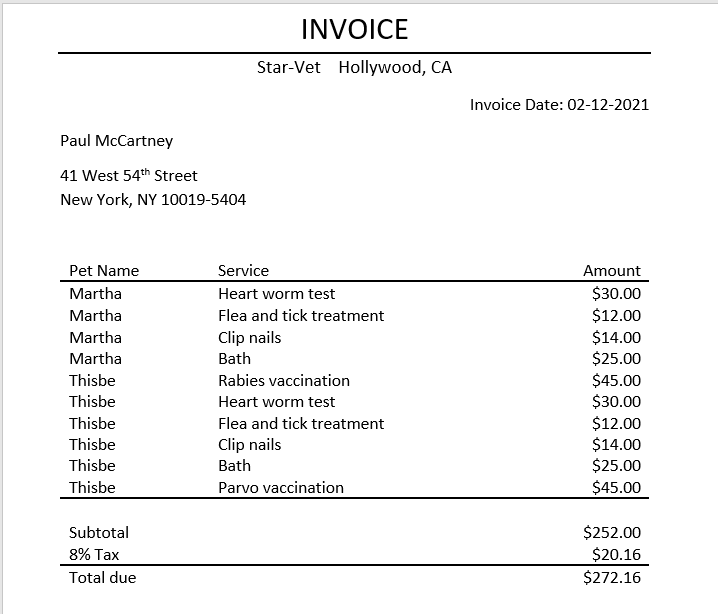 INVOICE
Star-Vet Hollywood, CA
Invoice Date: 02-12-2021
Paul McCartney
41 West 54th Street
New York, NY 10019-5404
Pet Name Service Amount
Martha Heart worm test $30.00
Martha Flea and tick treatment $12.00
Martha Clip nails $14.00
Martha Bath $25.00
Thisbe Rabies vaccination $45.00
Thisbe Heart worm test $30.00
Thisbe Flea and tick treatment $12.00
Thisbe Clip nails $14.00
Thisbe Bath $25.00
Thisbe Parvo vaccination $45.00
Subtotal $252.00
8% Tax $20.16
Total due $272.16